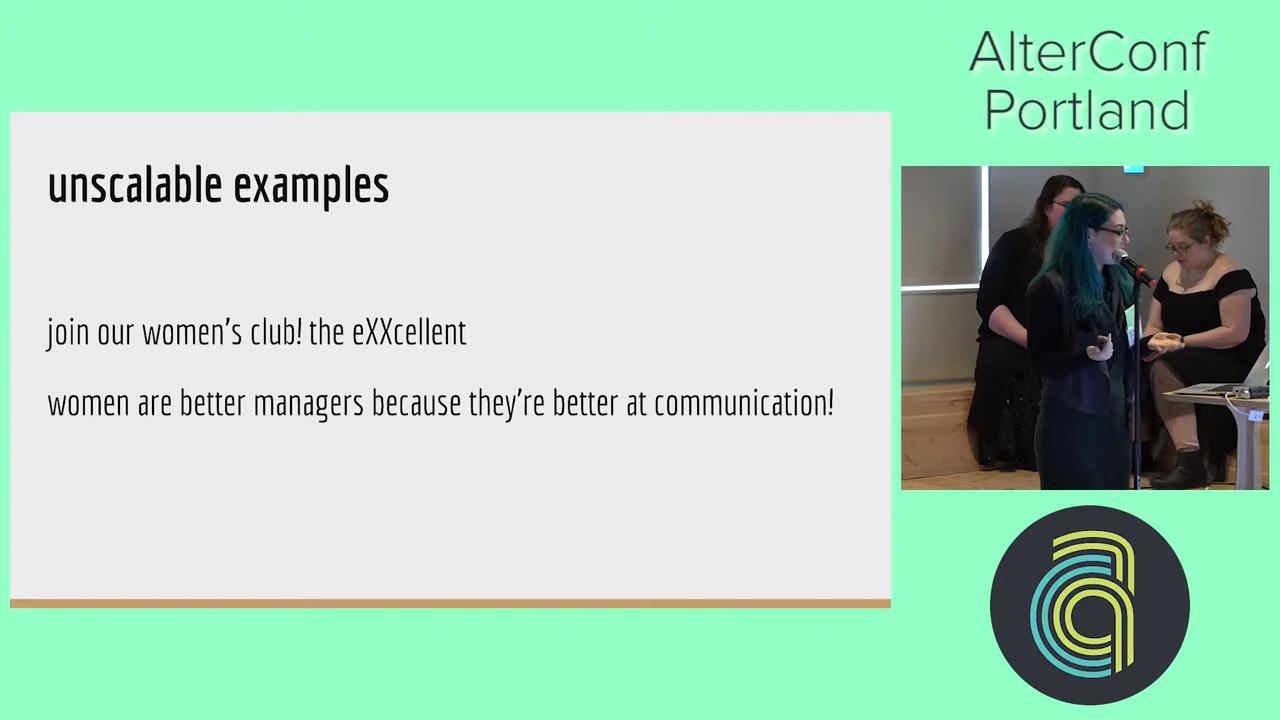 AlterConf
Portland
unscalable examples
join our women's club! the eXXcellent
women are better managers because they're better at communication!